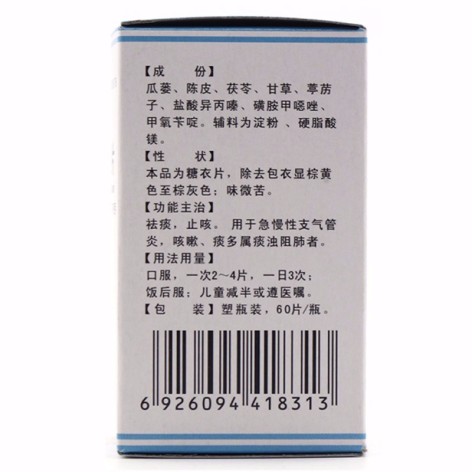 【成　份】
瓜蒌、陈皮、茯苓、甘草、葶苈
子、盐酸异丙嗪、磺胺甲噁唑、
甲氧苄啶。辅料为淀粉、硬脂酸
镁。
【性　状】
本品为糖衣片，除去包衣显棕黄
色至棕灰色；味微苦。
【功能主治】
祛痰，止咳。用于急慢性支气管
炎，咳嗽、痰多属痰浊阻肺者。
【用法用量】
口服，一次2～4片，一日3次；
饭后服；儿童减半或遵医嘱。
【包　装】塑瓶装，60片/瓶。
6 926094 418313